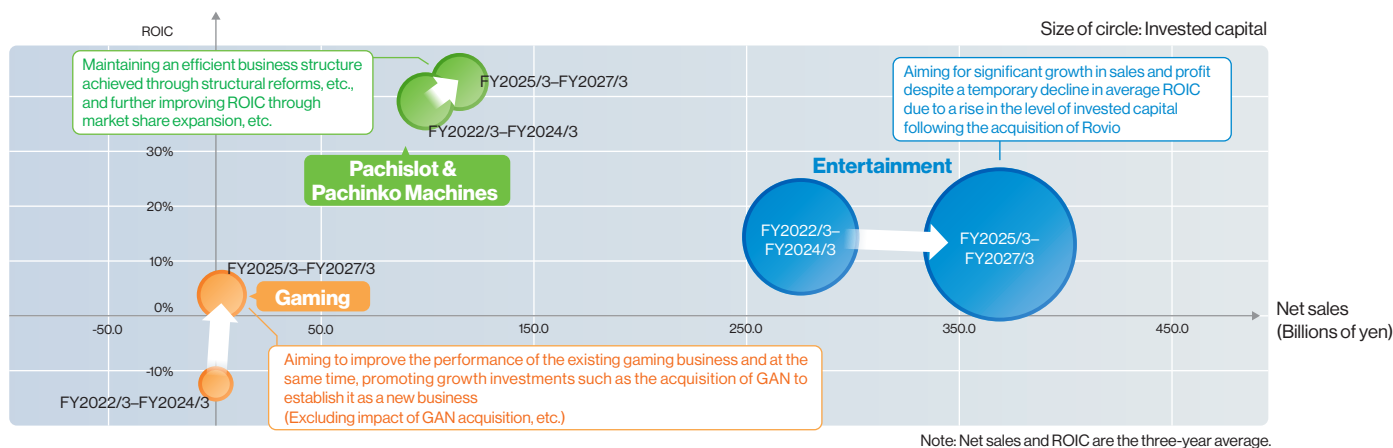 ROIC
Size of circle: Invested capital
Maintaining an efficient business structure
achieved through structural reforms, etc.,
and further improving ROIC through
market share expansion, etc.
FY2025/3–FY2027/3
FY2022/3–FY2024/3
Pachislot &
Pachinko Machines
Aiming for significant growth in sales and profit
despite a temporary decline in average ROIC
due to a rise in the level of invested capital
following the acquisition of Rovio
Entertainment
FY2022/3–
FY2024/3
FY2025/3–
FY2027/3
30%
20%
10%
0%
-10%
FY2025/3–FY2027/3
Gaming
FY2022/3–FY2024/3
-50.0
50.0
150.0
250.0
350.0
450.0
Net sales
(Billions of yen)
Aiming to improve the performance of the existing gaming business and at the
same time, promoting growth investments such as the acquisition of GAN to
establish it as a new business
(Excluding impact of GAN acquisition, etc.)
Note: Net sales and ROIC are the three-year average.